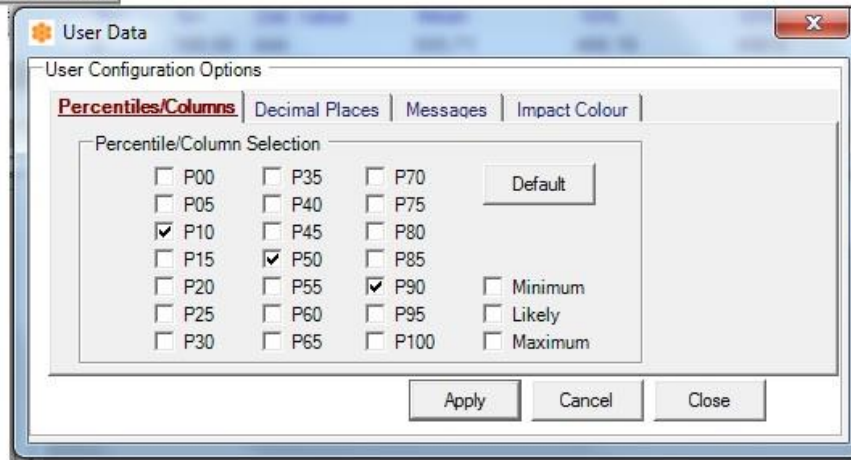 User Data
User Configuration Options
Percentiles/Columns Decimal Places Messages Impact Colour
Percentile/Column Selection
P00 P35 P70 Default
P05 P40 P75
P10 P45 P80
P15 P50 P85
P20 P55 P90 Minimum
P25 P60 P95 Likely
P30 P65 P100 Maximum
Apply Cancel Close